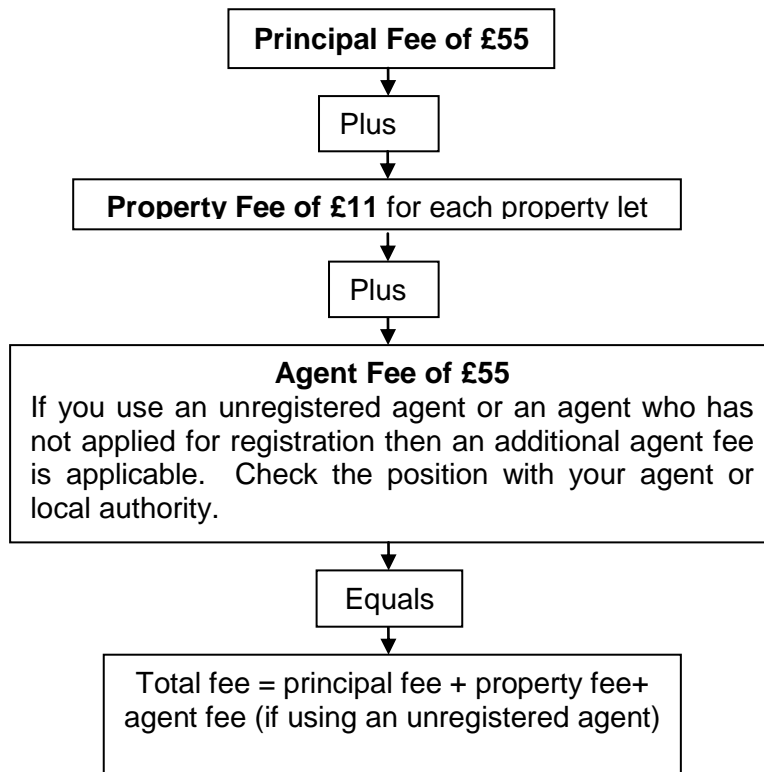 Principal Fee of £55
Plus
Property Fee of £11 for each property let
Plus
Agent Fee of £55
If you use an unregistered agent or an agent who has
not applied for registration then an additional agent fee
is applicable. Check the position with your agent or
local authority.
Equals
Total fee = principal fee + property fee+
agent fee (if using an unregistered agent)